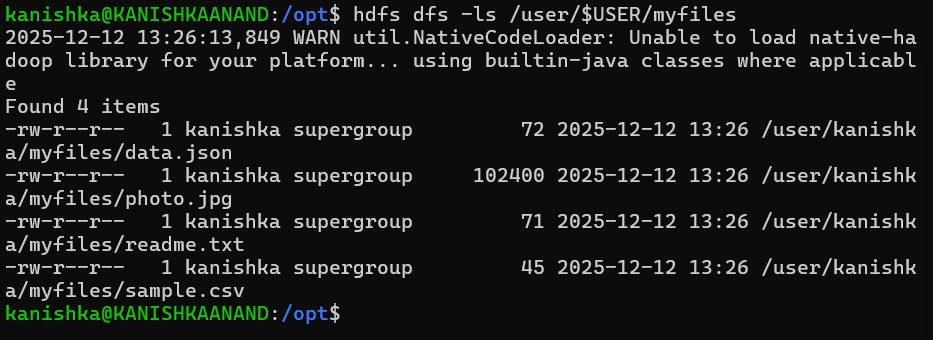 kanishka@KANISHKAANAND:/opt$ hdfs dfs -ls /user/$USER/myfiles
2025-12-12 13:26:13,849 WARN util.NativeCodeLoader: Unable to load native-ha
doop library for your platform... using builtin-java classes where applicabl
e
Found 4 items
-rw-r--r--   1 kanishka supergroup         72 2025-12-12 13:26 /user/kanishk
a/myfiles/data.json
-rw-r--r--   1 kanishka supergroup     102400 2025-12-12 13:26 /user/kanishk
a/myfiles/photo.jpg
-rw-r--r--   1 kanishka supergroup         71 2025-12-12 13:26 /user/kanishk
a/myfiles/readme.txt
-rw-r--r--   1 kanishka supergroup         45 2025-12-12 13:26 /user/kanishk
a/myfiles/sample.csv
kanishka@KANISHKAANAND:/opt$